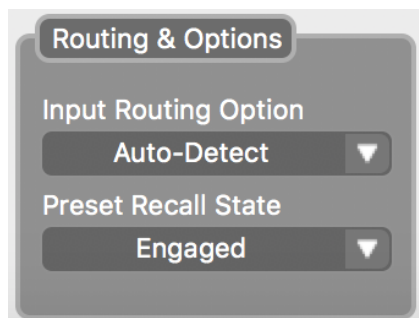 Routing & Options
Input Routing Option
Auto-Detect
Preset Recall State
Engaged